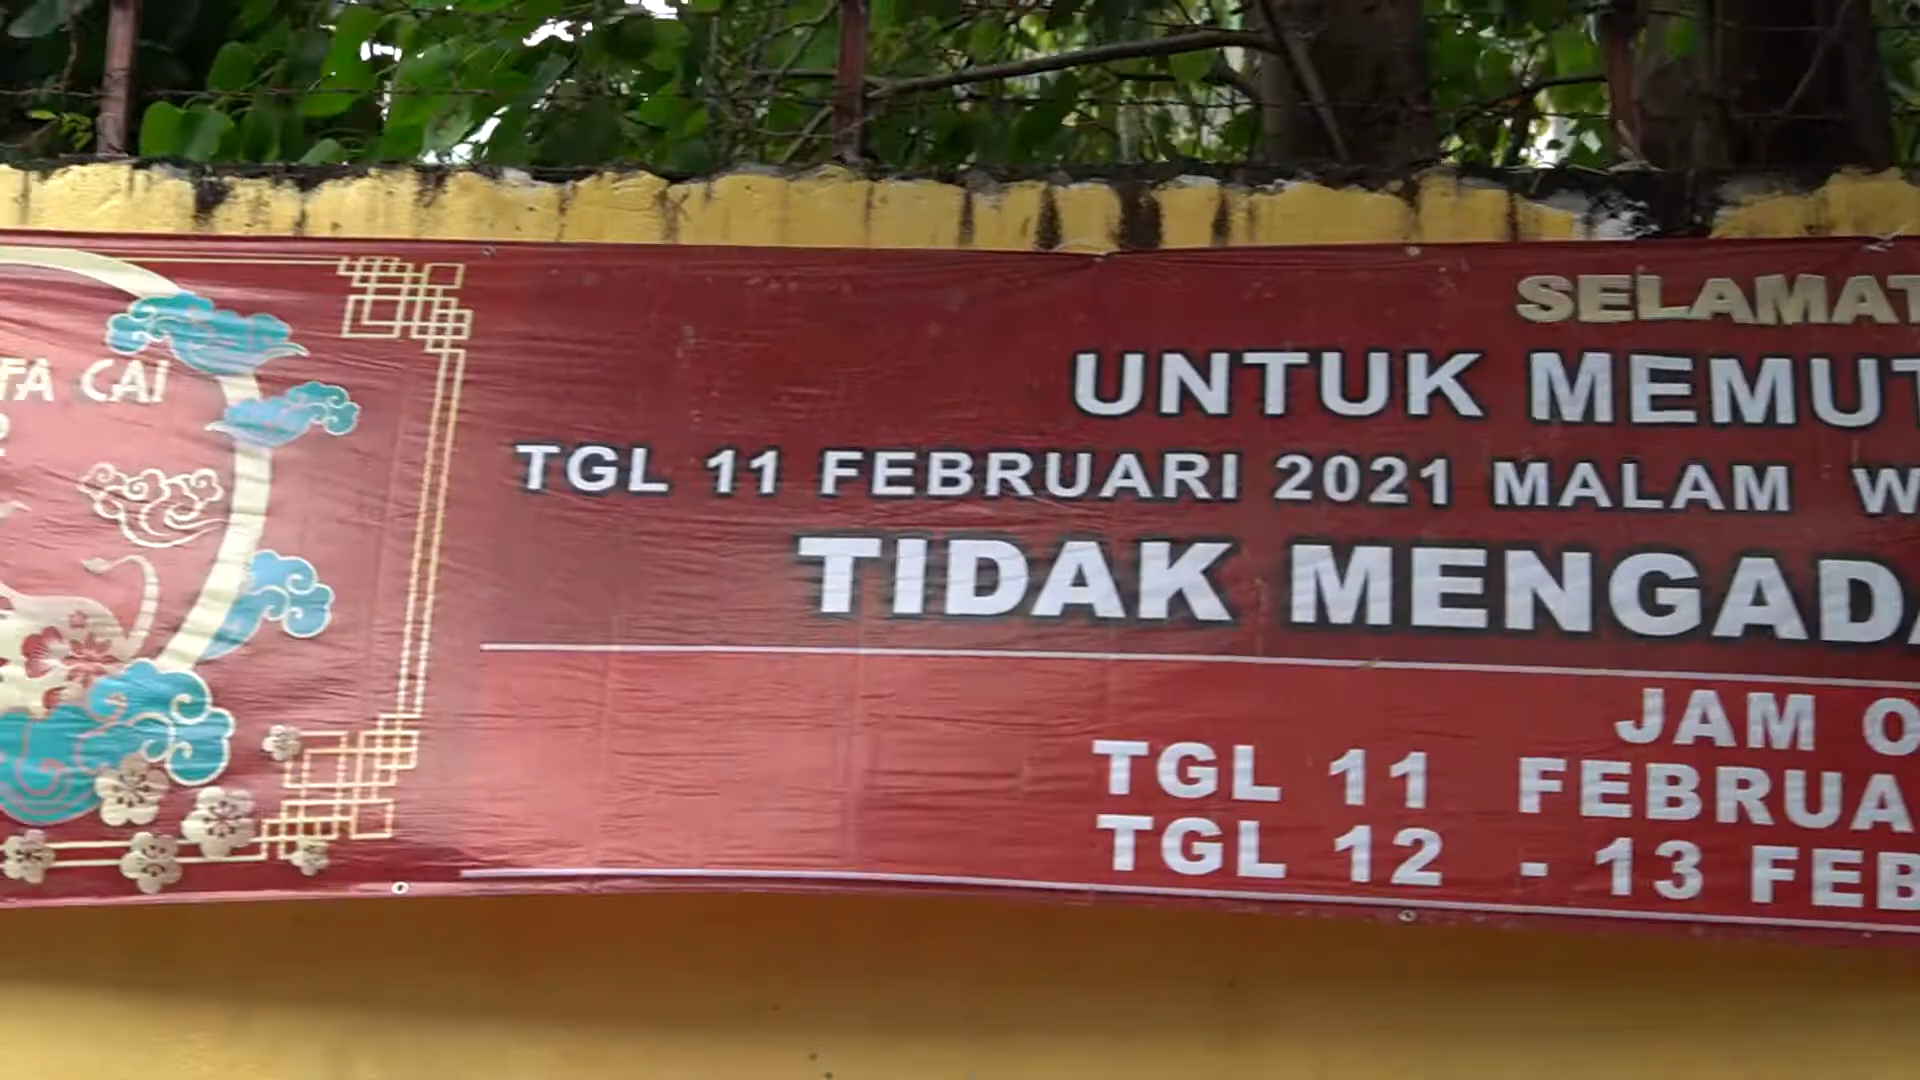 FA CAI
SELAMAT
UNTUK MEMUT
TGL 11 FEBRUARI 2021 MALAM W
TIDAK MENGADA
JAM O
TGL 11 FEBRUA
TGL 12 - 13 FEB